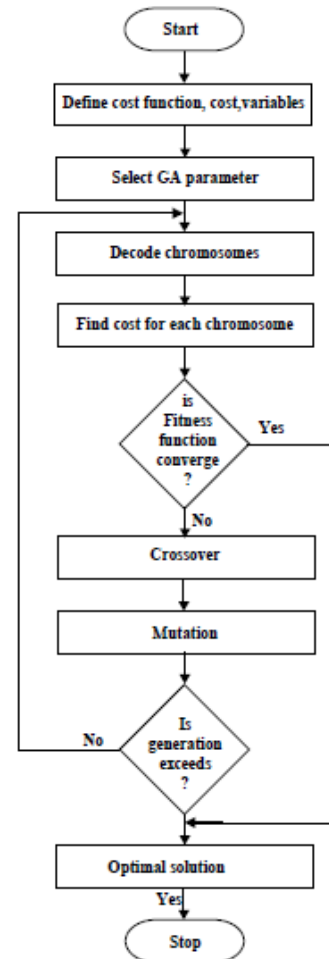 Start
Define cost function, cost,variables
Select GA parameter
Decode chromosomes
Find cost for each chromosome
is
Fitness
function
converge
?
Yes
No
Crossover
Mutation
Is
generation
exceeds
?
No
Optimal solution
Yes
Stop